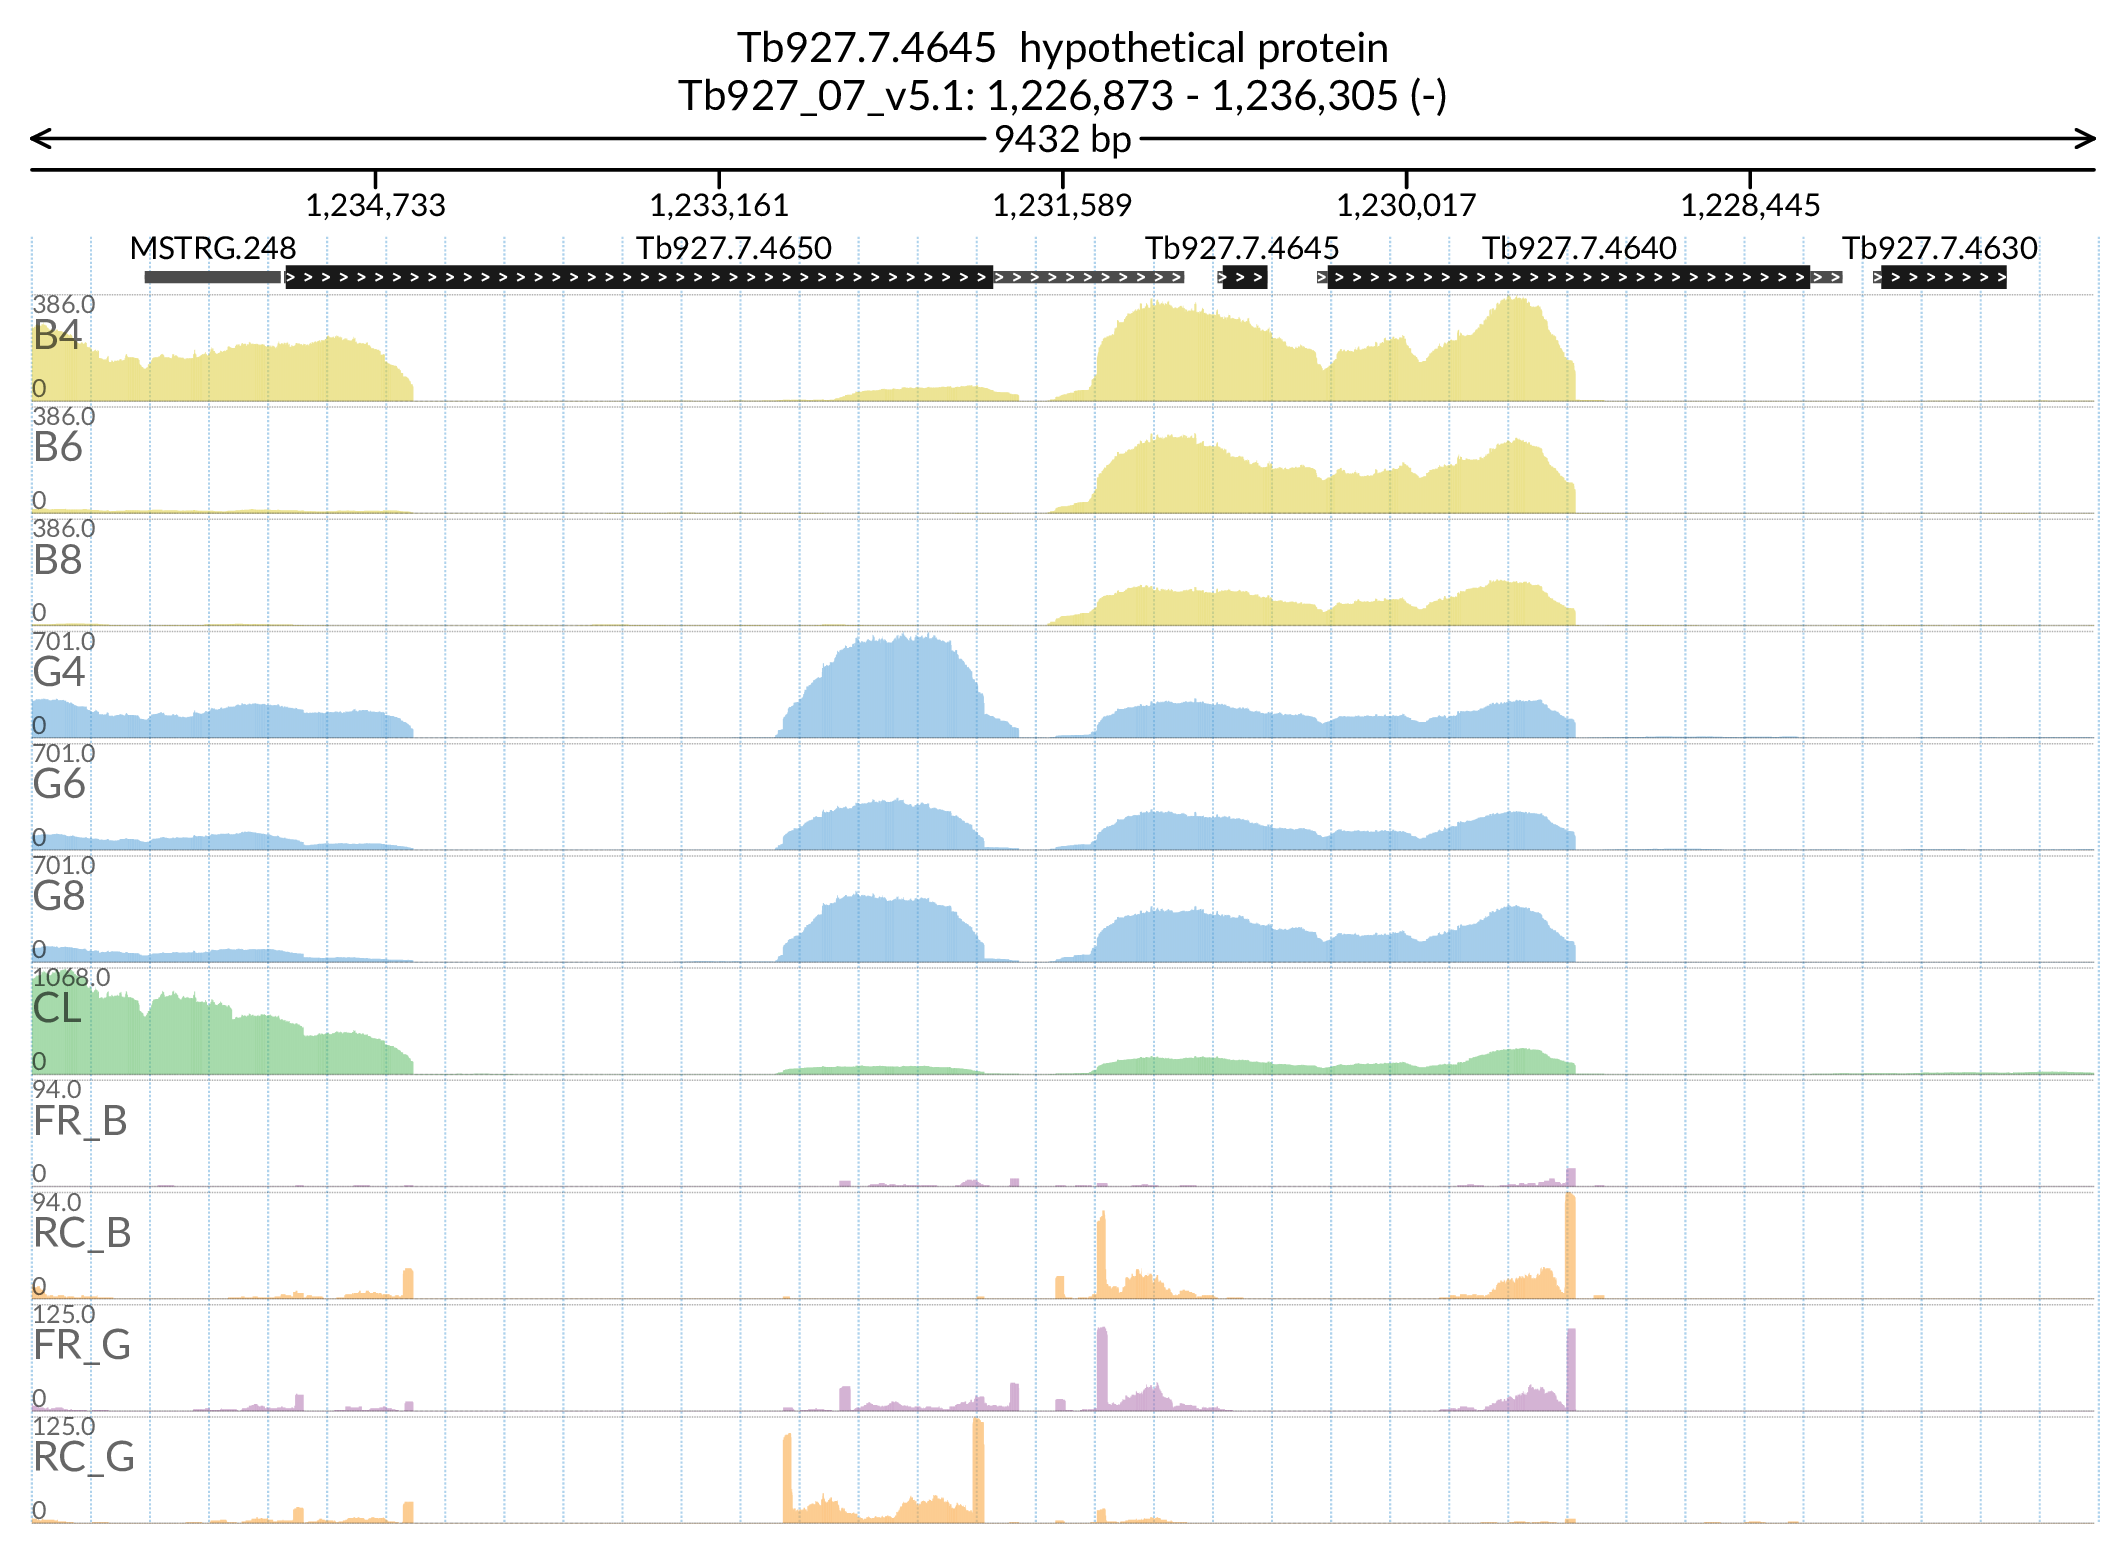 Tb927.7.4645 hypothetical protein
Tb927_07_v5.1: 1,226,873 - 1,236,305 (-)
9432 bp
1,234,733 1,233,161 1,231,589 1,230,017 1,228,445
MSTRG.248 Tb927.7.4650 Tb927.7.4645 Tb927.7.4640 Tb927.7.4630
386.0
B4
0
386.0
B6
0
386.0
B8
0
701.0
G4
0
701.0
G6
0
701.0
G8
0
1068.0
CL
0
94.0
FR_B
0
94.0
RC_B
0
125.0
FR_G
0
125.0
RC_G
0